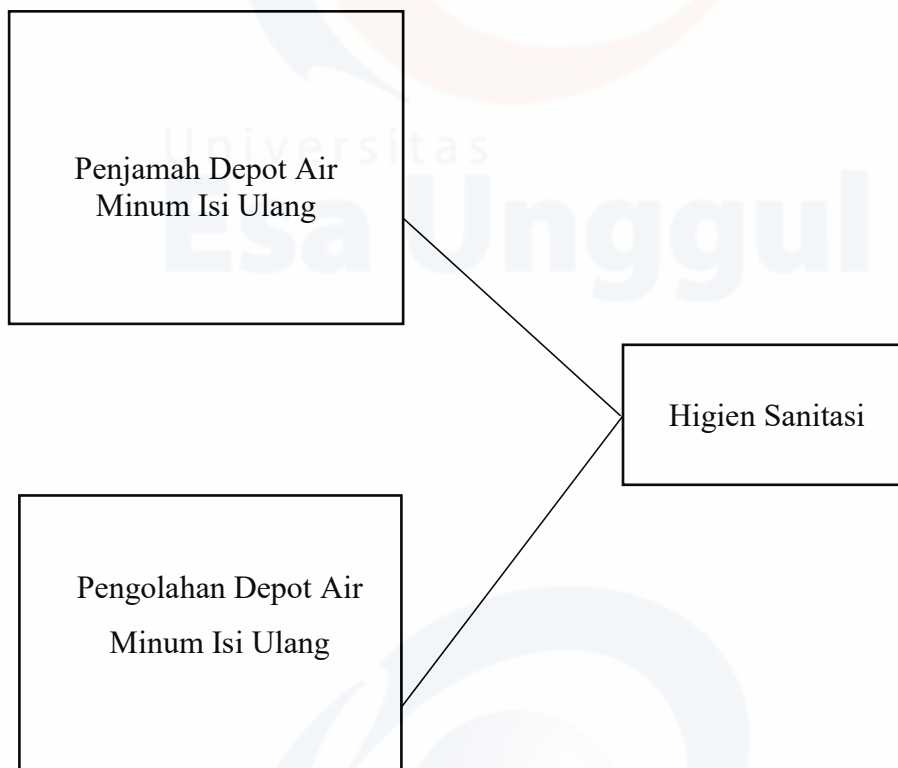 Universitas
Esa Unggul
Penjamah Depot Air
Minum Isi Ulang
Higien Sanitasi
Pengolahan Depot Air
Minum Isi Ulang